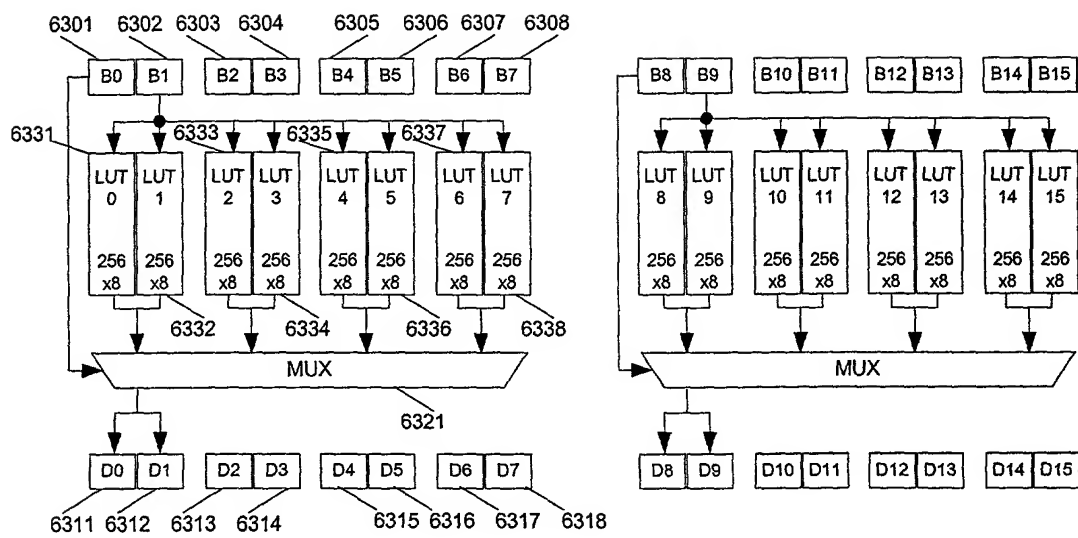 6301 6302 6303 6304 6305 6306 6307 6308
B0 B1 B2 B3 B4 B5 B6 B7 B8 B9 B10 B11 B12 B13 B14 B15
6331 6333 6335 6337
LUT LUT LUT LUT LUT LUT LUT LUT LUT LUT LUT LUT LUT LUT LUT LUT
0 1 2 3 4 5 6 7 8 9 10 11 12 13 14 15
256 256 256 256 256 256 256 256 256 256 256 256 256 256 256 256
x8 x8 x8 x8 x8 x8 x8 x8 x8 x8 x8 x8 x8 x8 x8 x8
6332 6334 6336 6338
MUX MUX
6321
D0 D1 D2 D3 D4 D5 D6 D7 D8 D9 D10 D11 D12 D13 D14 D15
6311 6312 6313 6314 6315 6316 6317 6318